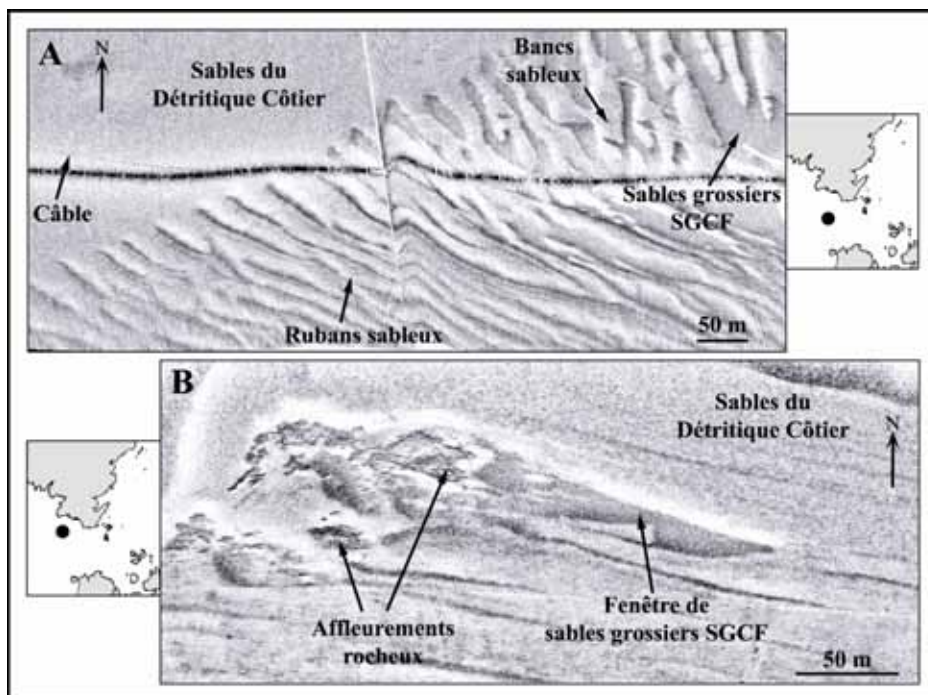 A
N
Sables du
Détritique Côtier
Bancs
sableux
Câble
Sables grossiers
SGCF
Rubans sableux
50 m
B
Sables du
Détritique Côtier
N
Affleurements
rocheux
Fenêtre de
sables grossiers SGCF
50 m